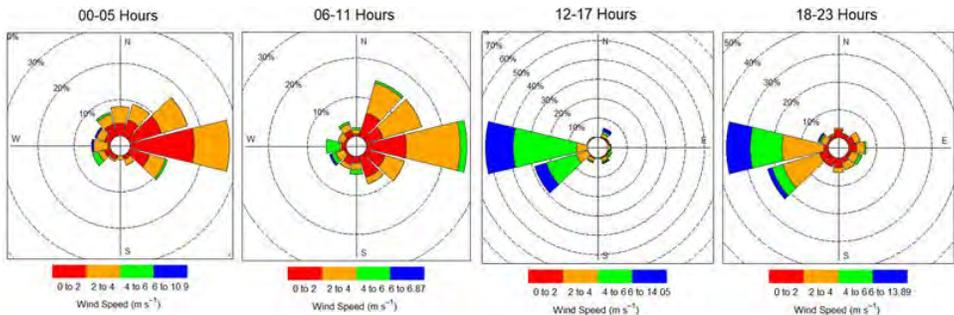 00-05 Hours
N
30%
20%
10%
W
S
0 to 2 2 to 4 4 to 6 6 to 10.9
Wind Speed (m s⁻¹)
06-11 Hours
N
30%
20%
10%
S
0 to 2 2 to 4 4 to 6 6 to 6.87
Wind Speed (m s⁻¹)
12-17 Hours
N
70%
60%
50%
40%
30%
20%
10%
E
S
0 to 2 2 to 4 4 to 6 6 to 14.05
Wind Speed (m s⁻¹)
18-23 Hours
N
50%
40%
30%
20%
10%
E
S
0 to 2 2 to 4 4 to 6 6 to 13.89
Wind Speed (m s⁻¹)